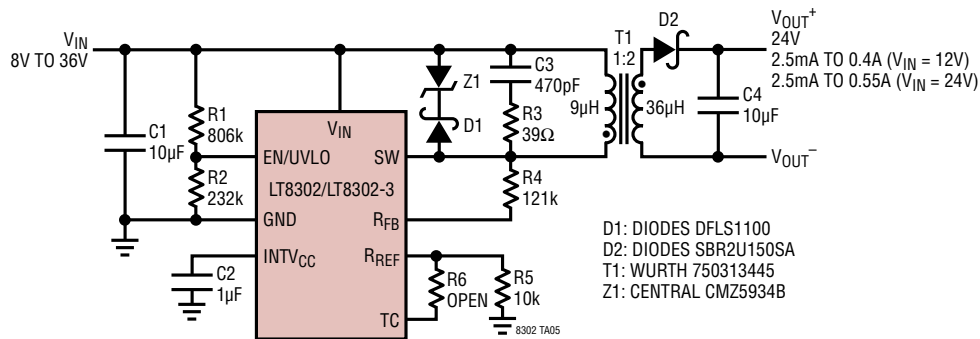 V_IN
8V TO 36V
C1
10µF
R1
806k
R2
232k
V_IN
EN/UVLO
SW
LT8302/LT8302-3
GND
R_FB
INTV_CC
R_REF
TC
C2
1µF
Z1
D1
C3
470pF
R3
39Ω
R4
121k
R6
OPEN
R5
10k
8302 TA05
T1
1:2
9µH
36µH
D2
C4
10µF
V_OUT+
24V
2.5mA TO 0.4A (V_IN = 12V)
2.5mA TO 0.55A (V_IN = 24V)
V_OUT–
D1: DIODES DFLS1100
D2: DIODES SBR2U150SA
T1: WURTH 750313445
Z1: CENTRAL CMZ5934B